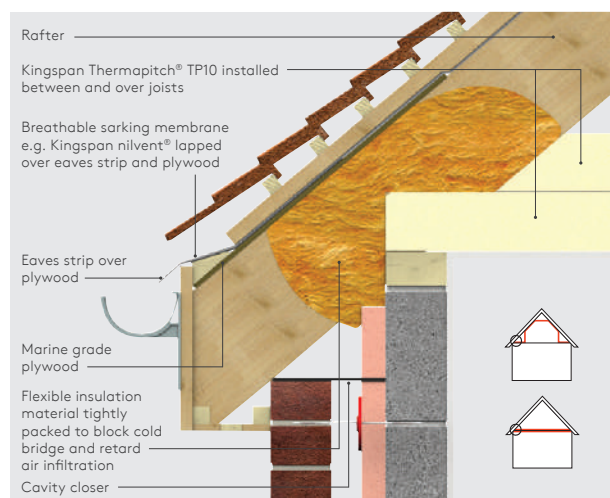 Rafter
Kingspan Thermapitch® TP10 installed
between and over joists
Breathable sarking membrane
e.g. Kingspan nilvent® lapped
over eaves strip and plywood
Eaves strip over
plywood
Marine grade
plywood
Flexible insulation
material tightly
packed to block cold
bridge and retard
air infiltration
Cavity closer